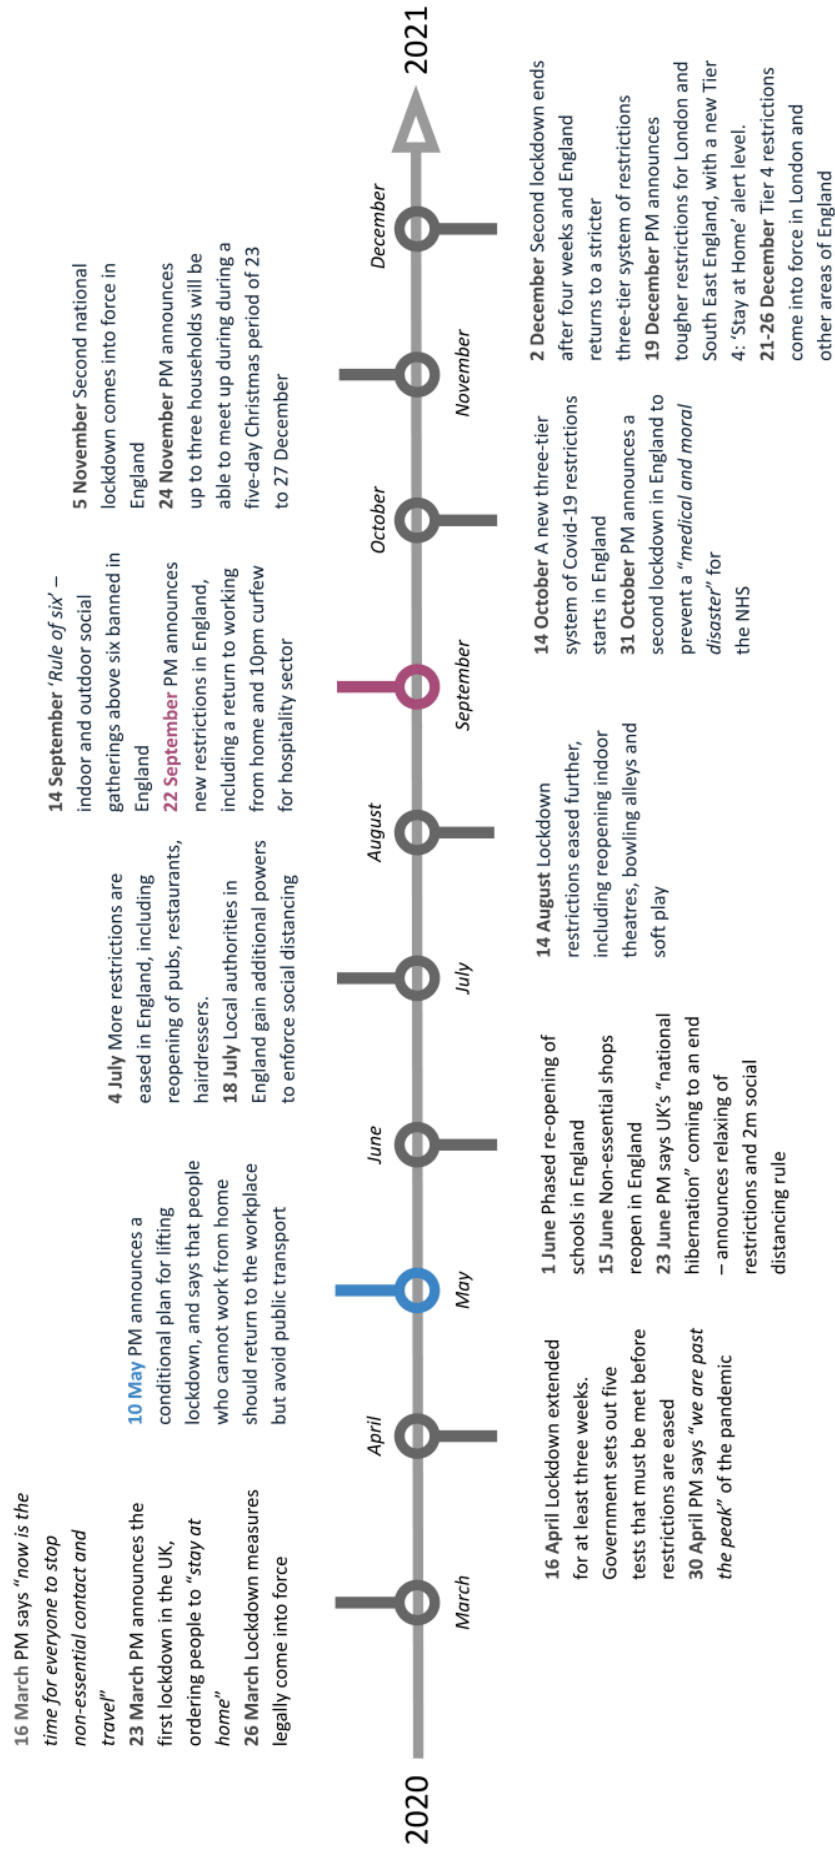 2020
16 March PM says “now is the
time for everyone to stop
non-essential contact and
travel”
23 March PM announces the
first lockdown in the UK,
ordering people to “stay at
home”
26 March Lockdown measures
legally come into force
March
April
16 April Lockdown extended
for at least three weeks.
Government sets out five
tests that must be met before
restrictions are eased
30 April PM says “we are past
the peak” of the pandemic
10 May PM announces a
conditional plan for lifting
lockdown, and says that people
who cannot work from home
should return to the workplace
but avoid public transport
May
June
1 June Phased re-opening of
schools in England
15 June Non-essential shops
reopen in England
23 June PM says UK’s “national
hibernation” coming to an end
– announces relaxing of
restrictions and 2m social
distancing rule
4 July More restrictions are
eased in England, including
reopening of pubs, restaurants,
hairdressers.
18 July Local authorities in
England gain additional powers
to enforce social distancing
July
August
14 August Lockdown
restrictions eased further,
including reopening indoor
theatres, bowling alleys and
soft play
14 September ‘Rule of six’ –
indoor and outdoor social
gatherings above six banned in
England
22 September PM announces
new restrictions in England,
including a return to working
from home and 10pm curfew
for hospitality sector
September
October
14 October A new three-tier
system of Covid-19 restrictions
starts in England
31 October PM announces a
second lockdown in England to
prevent a “medical and moral
disaster” for
the NHS
5 November Second national
lockdown comes into force in
England
24 November PM announces
up to three households will be
able to meet up during during a
five-day Christmas period of 23
to 27 December
November
December
2 December Second lockdown ends
after four weeks and England
returns to a stricter
three-tier system of restrictions
19 December PM announces
tougher restrictions for London and
South East England, with a new Tier
4: ‘Stay at Home’ alert level.
21-26 December Tier 4 restrictions
come into force in London and
other areas of England
2021